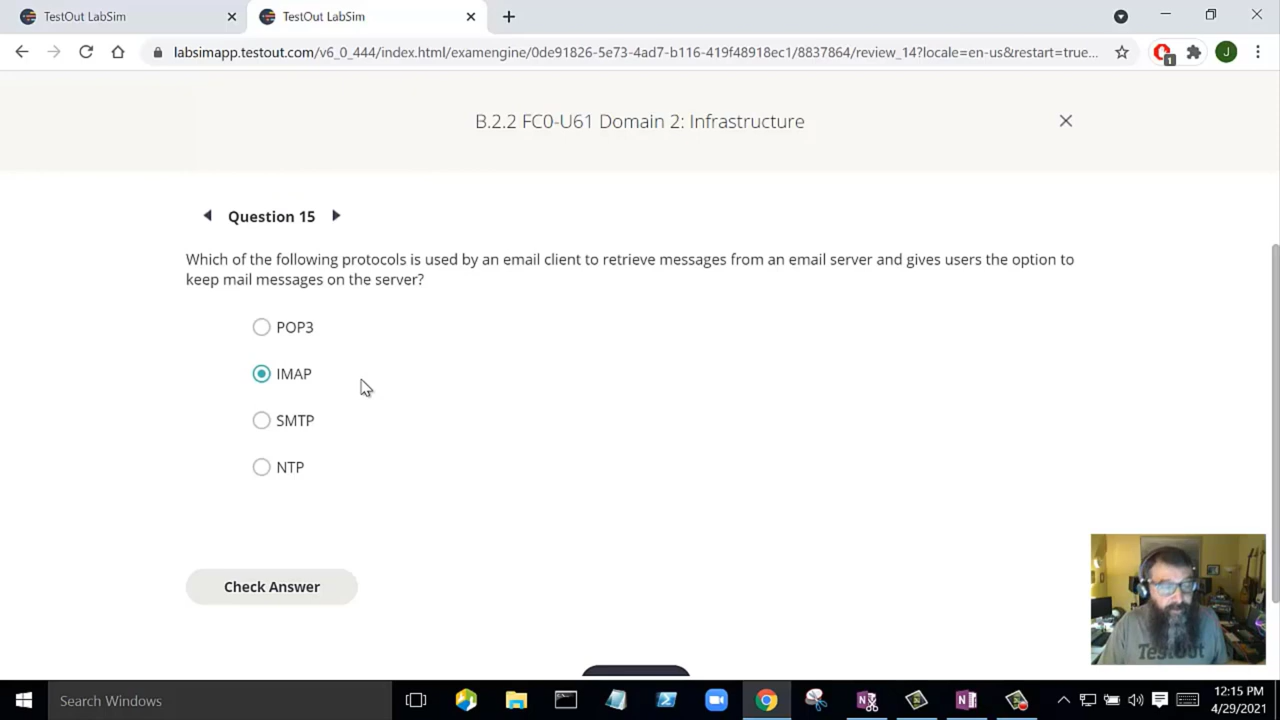 TestOut LabSim
TestOut LabSim
labsimapp.testout.com/v6_0_444/index.html/examengine/0de91826-5e73-4ad7-b116-419f48918ec1/8837864/review_14?locale=en-us&restart=true...
1
J
B.2.2 FC0-U61 Domain 2: Infrastructure
Question 15
Which of the following protocols is used by an email client to retrieve messages from an email server and gives users the option to
keep mail messages on the server?
POP3
IMAP
SMTP
NTP
Check Answer
TestOut
Search Windows
12:15 PM
4/29/2021